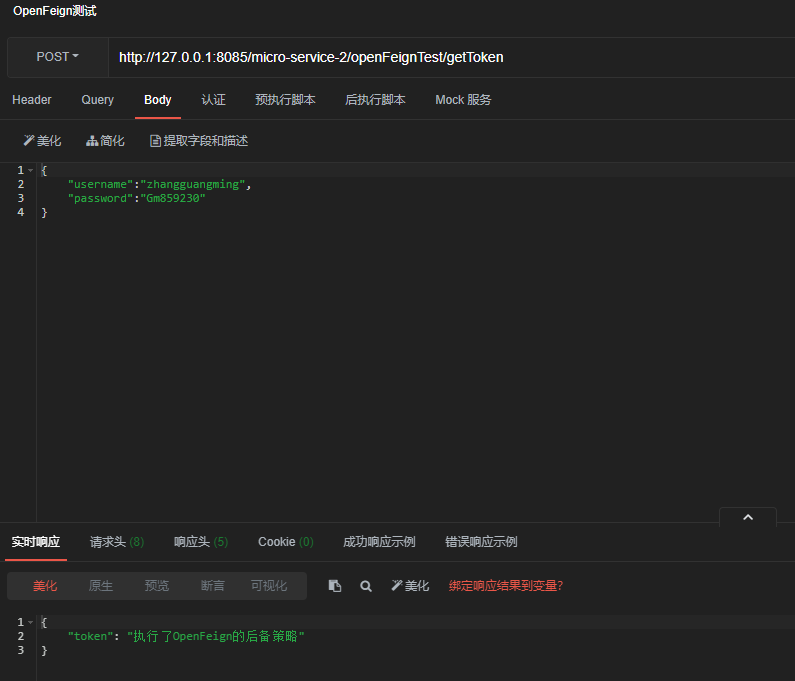 OpenFeign测试
POST http://127.0.0.1:8085/micro-service-2/openFeignTest/getToken
Header Query Body 认证 预执行脚本 后执行脚本 Mock 服务
美化 简化 提取字段和描述
1 {
2 "username":"zhangguangming",
3 "password":"Gm859230"
4 }
实时响应 请求头 (8) 响应头 (5) Cookie (0) 成功响应示例 错误响应示例
美化 原生 预览 断言 可视化 美化 绑定响应结果到变量?
1 {
2 "token": "执行了OpenFeign的后备策略"
3 }